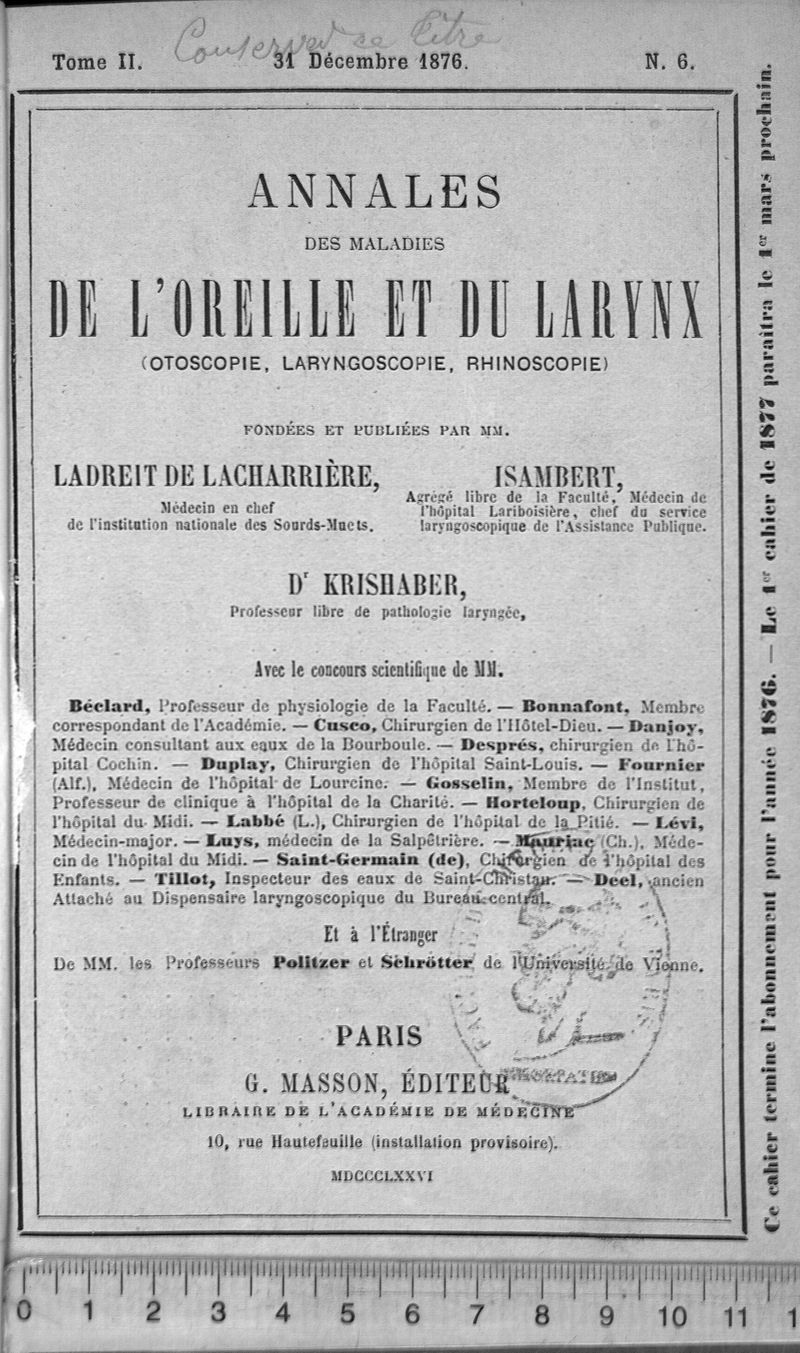 Conserver ce titre
Tome II. 31 Décembre 1876. N. 6.
ANNALES
DES MALADIES
DE L'OREILLE ET DU LARYNX
(OTOSCOPIE, LARYNGOSCOPIE, RHINOSCOPIE)
FONDÉES ET PUBLIÉES PAR MM.
LADREIT DE LACHARRIÈRE,
Médecin en chef
de l'institution nationale des Sourds-Muets.
ISAMBERT,
Agrégé libre de la Faculté, Médecin de
l'hôpital Lariboisière, chef du service
laryngoscopique de l'Assistance Publique.
Dr KRISHABER,
Professeur libre de pathologie laryngée,
Avec le concours scientifique de MM.
Béclard, Professeur de physiologie de la Faculté. — Bonnafont, Membre
correspondant de l'Académie. — Cusco, Chirurgien de l'Hôtel-Dieu. — Danjoy,
Médecin consultant aux eaux de la Bourboule. — Després, chirurgien de l'hô-
pital Cochin. — Duplay, Chirurgien de l'hôpital Saint-Louis. — Fournier
(Alf.), Médecin de l'hôpital de Lourcine. — Gosselin, Membre de l'Institut,
Professeur de clinique à l'hôpital de la Charité. — Horteloup, Chirurgien de
l'hôpital du Midi. — Labbé (L.), Chirurgien de l'hôpital de la Pitié. — Lévi,
Médecin-major. — Luys, médecin de la Salpêtrière. — Mauriac (Ch.), Méde-
cin de l'hôpital du Midi. — Saint-Germain (de), Chirurgien de l'hôpital des
Enfants. — Tillot, Inspecteur des eaux de Saint-Christau. — Deel, ancien
Attaché au Dispensaire laryngoscopique du Bureau central.
Et à l'Étranger
De MM. les Professeurs Politzer et Schrötter de l'Université de Vienne.
PARIS
G. MASSON, ÉDITEUR
LIBRAIRE DE L'ACADÉMIE DE MÉDECINE
10, rue Hautefeuille (installation provisoire).
MDCCCLXXVI
Ce cahier termine l'abonnement pour l'année 1876. — Le 1er cahier de 1877 paraîtra le 1er mars prochain.
0 1 2 3 4 5 6 7 8 9 10 11 1